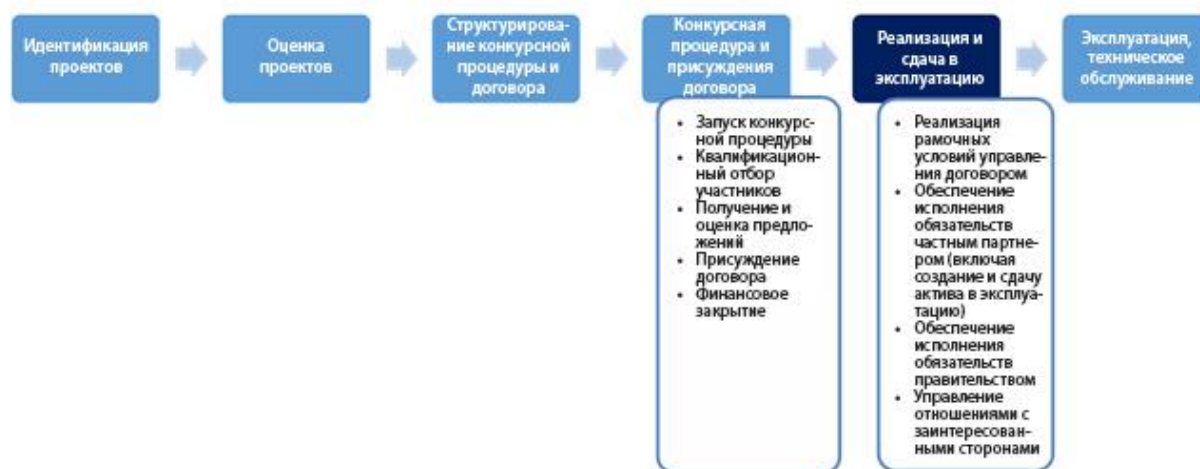 Идентификация
проектов
Оценка
проектов
Структурирова-
ние конкурсной
процедуры и
договора
Конкурсная
процедура и
присуждения
договора
Реализация и
сдача в
эксплуатацию
Эксплуатация,
техническое
обслуживание
• Запуск конкурс-
ной процедуры
• Квалификацион-
ный отбор
участников
• Получение и
оценка предло-
жений
• Присуждение
договора
• Финансовое
закрытие
• Реализация
рамочных
условий управле-
ния договором
• Обеспечение
исполнения
обязательств
частным партне-
ром (включая
создание и сдачу
актива в эксплуа-
тацию)
• Обеспечение
исполнения
обязательств
правительством
• Управление
отношениями с
заинтересован-
ными сторонами